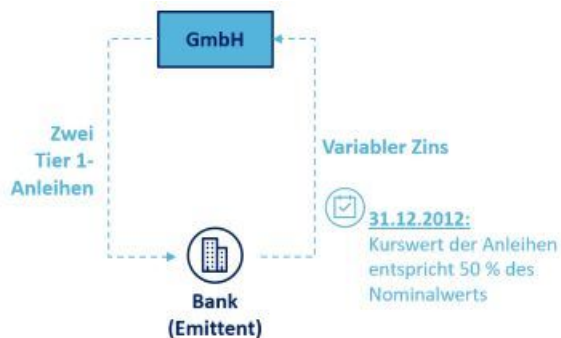 GmbH
Zwei
Tier 1-
Anleihen
Variabler Zins
31.12.2012:
Kurswert der Anleihen
entspricht 50 % des
Nominalwerts
Bank
(Emittent)